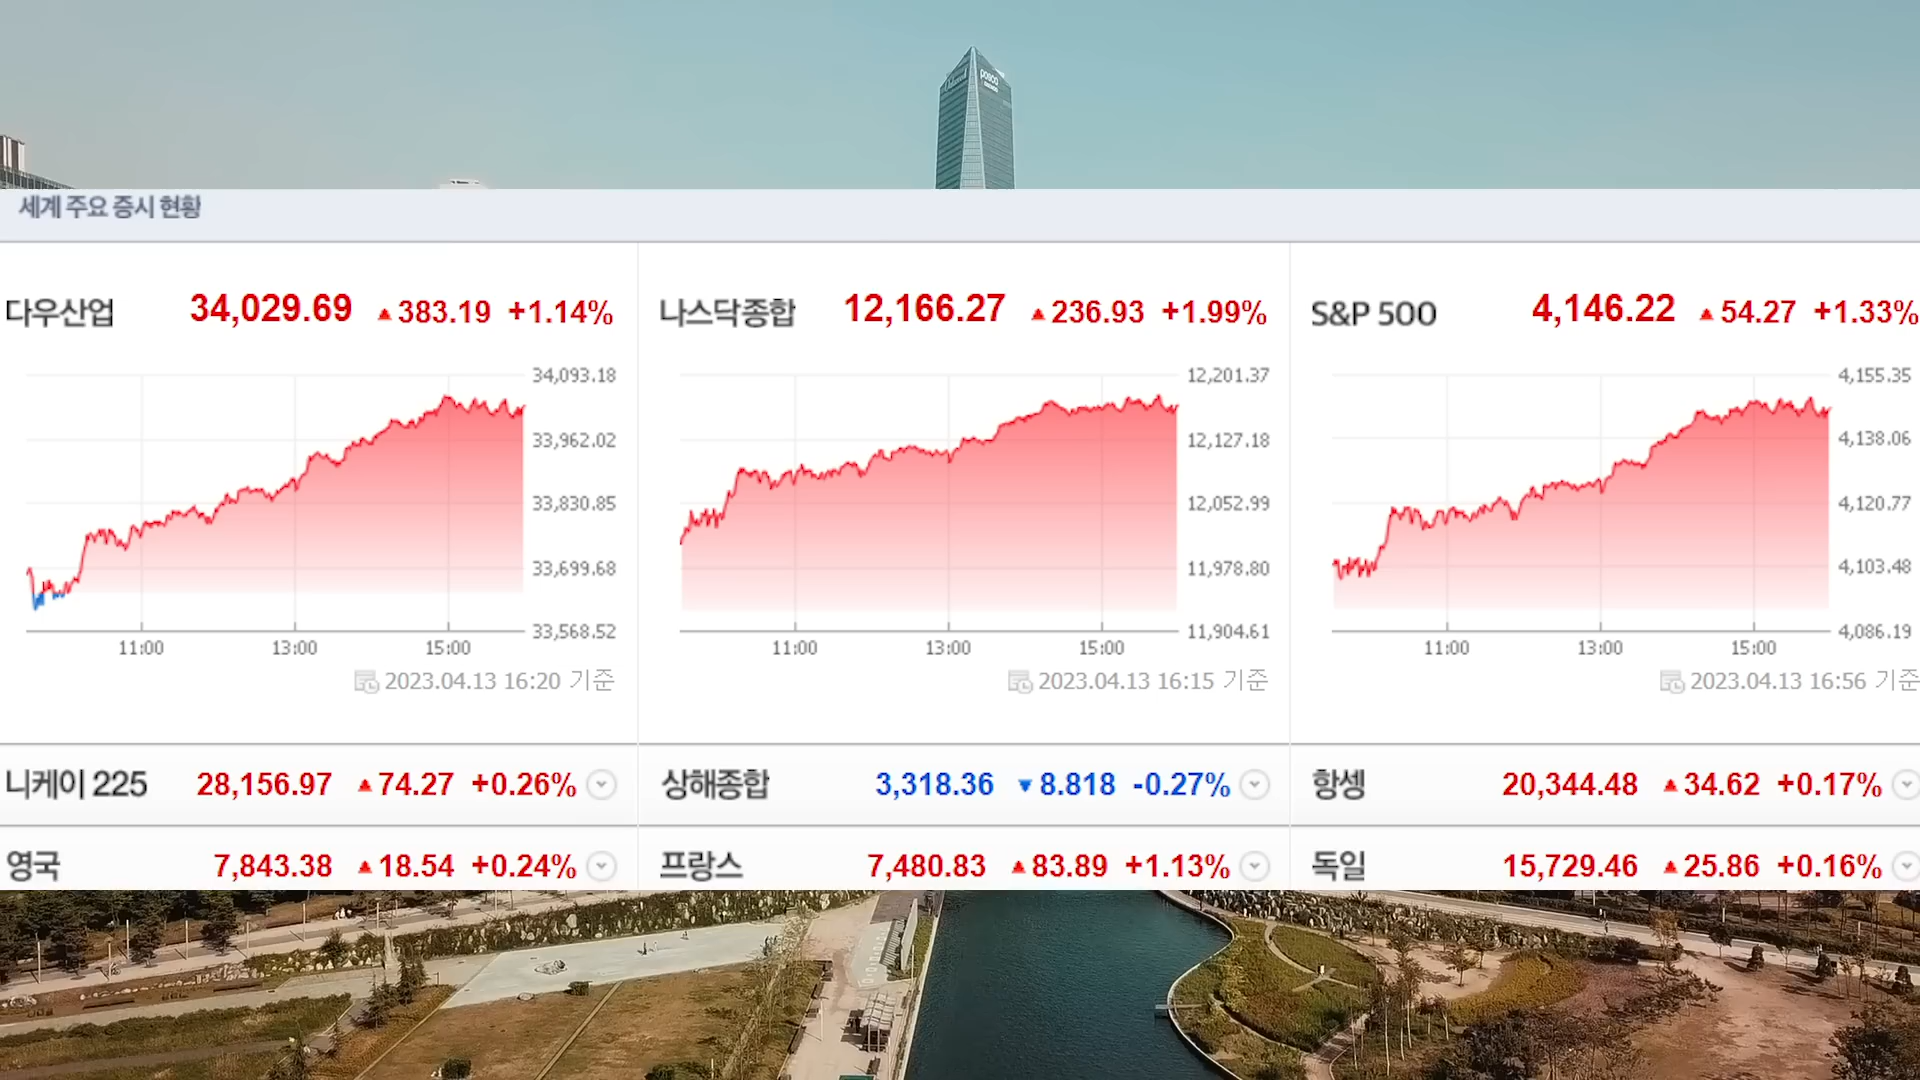 posco
세계 주요 증시 현황
다우산업 34,029.69 ▲383.19 +1.14%
34,093.18
33,962.02
33,830.85
33,699.68
33,568.52
11:00 13:00 15:00
2023.04.13 16:20 기준
나스닥종합 12,166.27 ▲236.93 +1.99%
12,201.37
12,127.18
12,052.99
11,978.80
11,904.61
11:00 13:00 15:00
2023.04.13 16:15 기준
S&P 500 4,146.22 ▲54.27 +1.33%
4,155.35
4,138.06
4,120.77
4,103.48
4,086.19
11:00 13:00 15:00
2023.04.13 16:56 기준
니케이 225 28,156.97 ▲74.27 +0.26%
상해종합 3,318.36 ▼8.818 -0.27%
항셍 20,344.48 ▲34.62 +0.17%
영국 7,843.38 ▲18.54 +0.24%
프랑스 7,480.83 ▲83.89 +1.13%
독일 15,729.46 ▲25.86 +0.16%